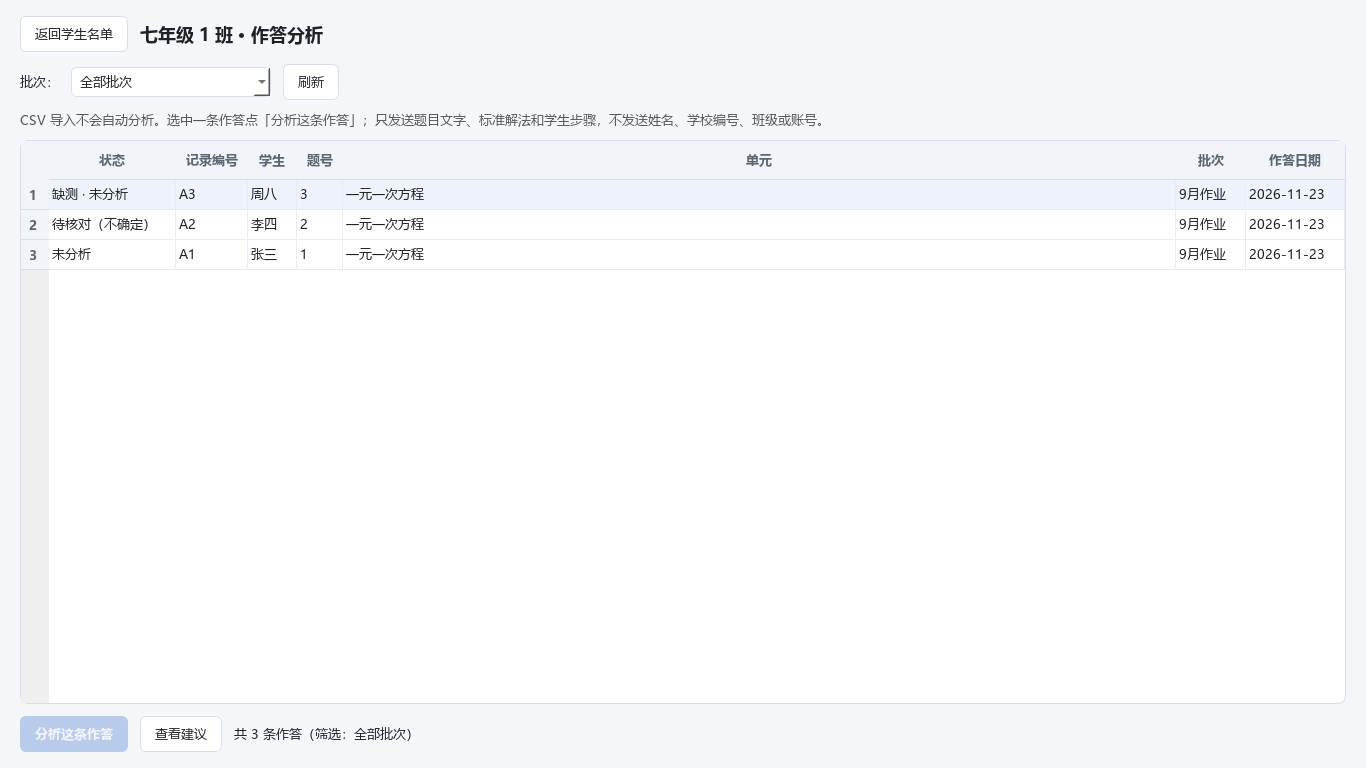 返回学生名单 七年级 1 班 • 作答分析
批次： 全部批次 刷新
CSV 导入不会自动分析。选中一条作答点「分析这条作答」；只发送题目文字、标准解法和学生步骤，不发送姓名、学校编号、班级或账号。
状态 记录编号 学生 题号 单元 批次 作答日期
1 缺测 · 未分析 A3 周八 3 一元一次方程 9月作业 2026-11-23
2 待核对（不确定） A2 李四 2 一元一次方程 9月作业 2026-11-23
3 未分析 A1 张三 1 一元一次方程 9月作业 2026-11-23
分析这条作答 查看建议 共 3 条作答（筛选：全部批次）